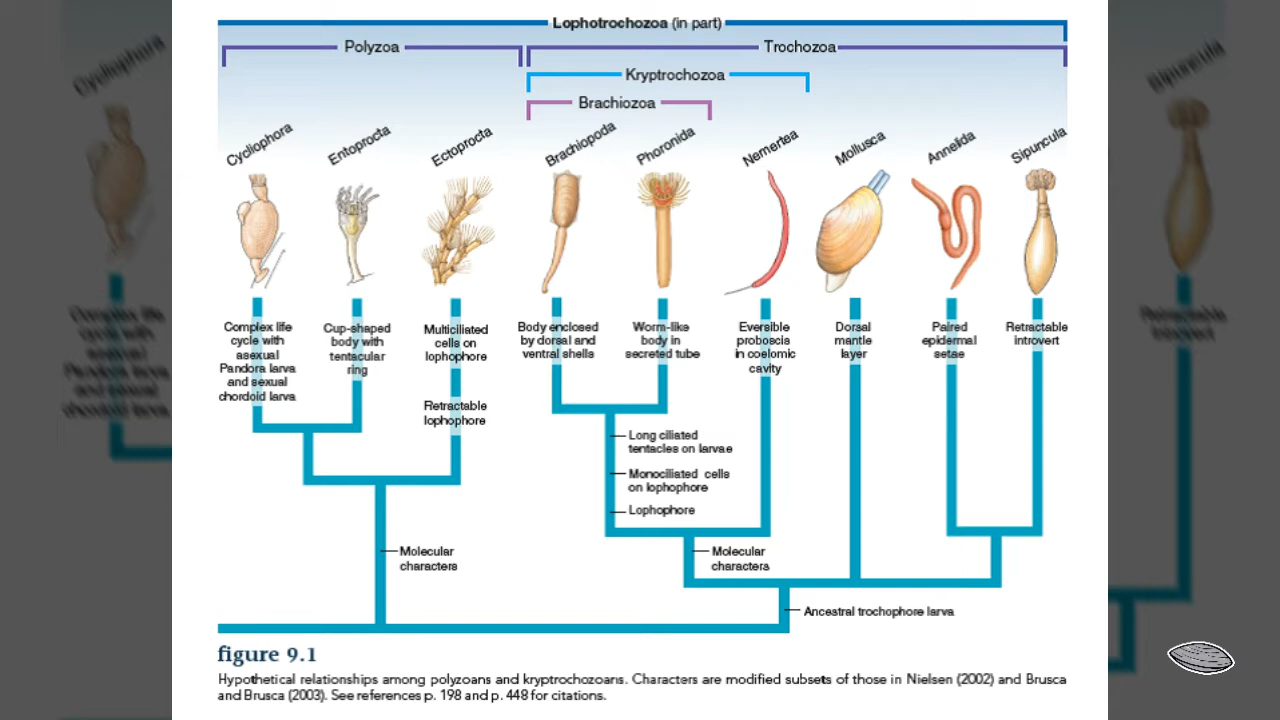 Lophotrochozoa (in part)
Polyzoa
Trochozoa
Kryptrochozoa
Brachiozoa
Cycliophora
Entoprocta
Ectoprocta
Brachiopoda
Phoronida
Nemertea
Mollusca
Annelida
Sipuncula
Complex life
cycle with
asexual
Pandora larva
and sexual
chordoid larva
Cup-shaped
body with
tentacular
ring
Multiciliated
cells on
lophophore
Retractable
lophophore
Body enclosed
by dorsal and
ventral shells
Worm-like
body in
secreted tube
Eversible
proboscis
in coelomic
cavity
Dorsal
mantle
layer
Paired
epidermal
setae
Retractable
introvert
Long ciliated
tentacles on larvae
Monociliated cells
on lophophore
Lophophore
Molecular
characters
Molecular
characters
Ancestral trochophore larva
figure 9.1
Hypothetical relationships among polyzoans and kryptrochozoans. Characters are modified subsets of those in Nielsen (2002) and Brusca
and Brusca (2003). See references p. 198 and p. 448 for citations.